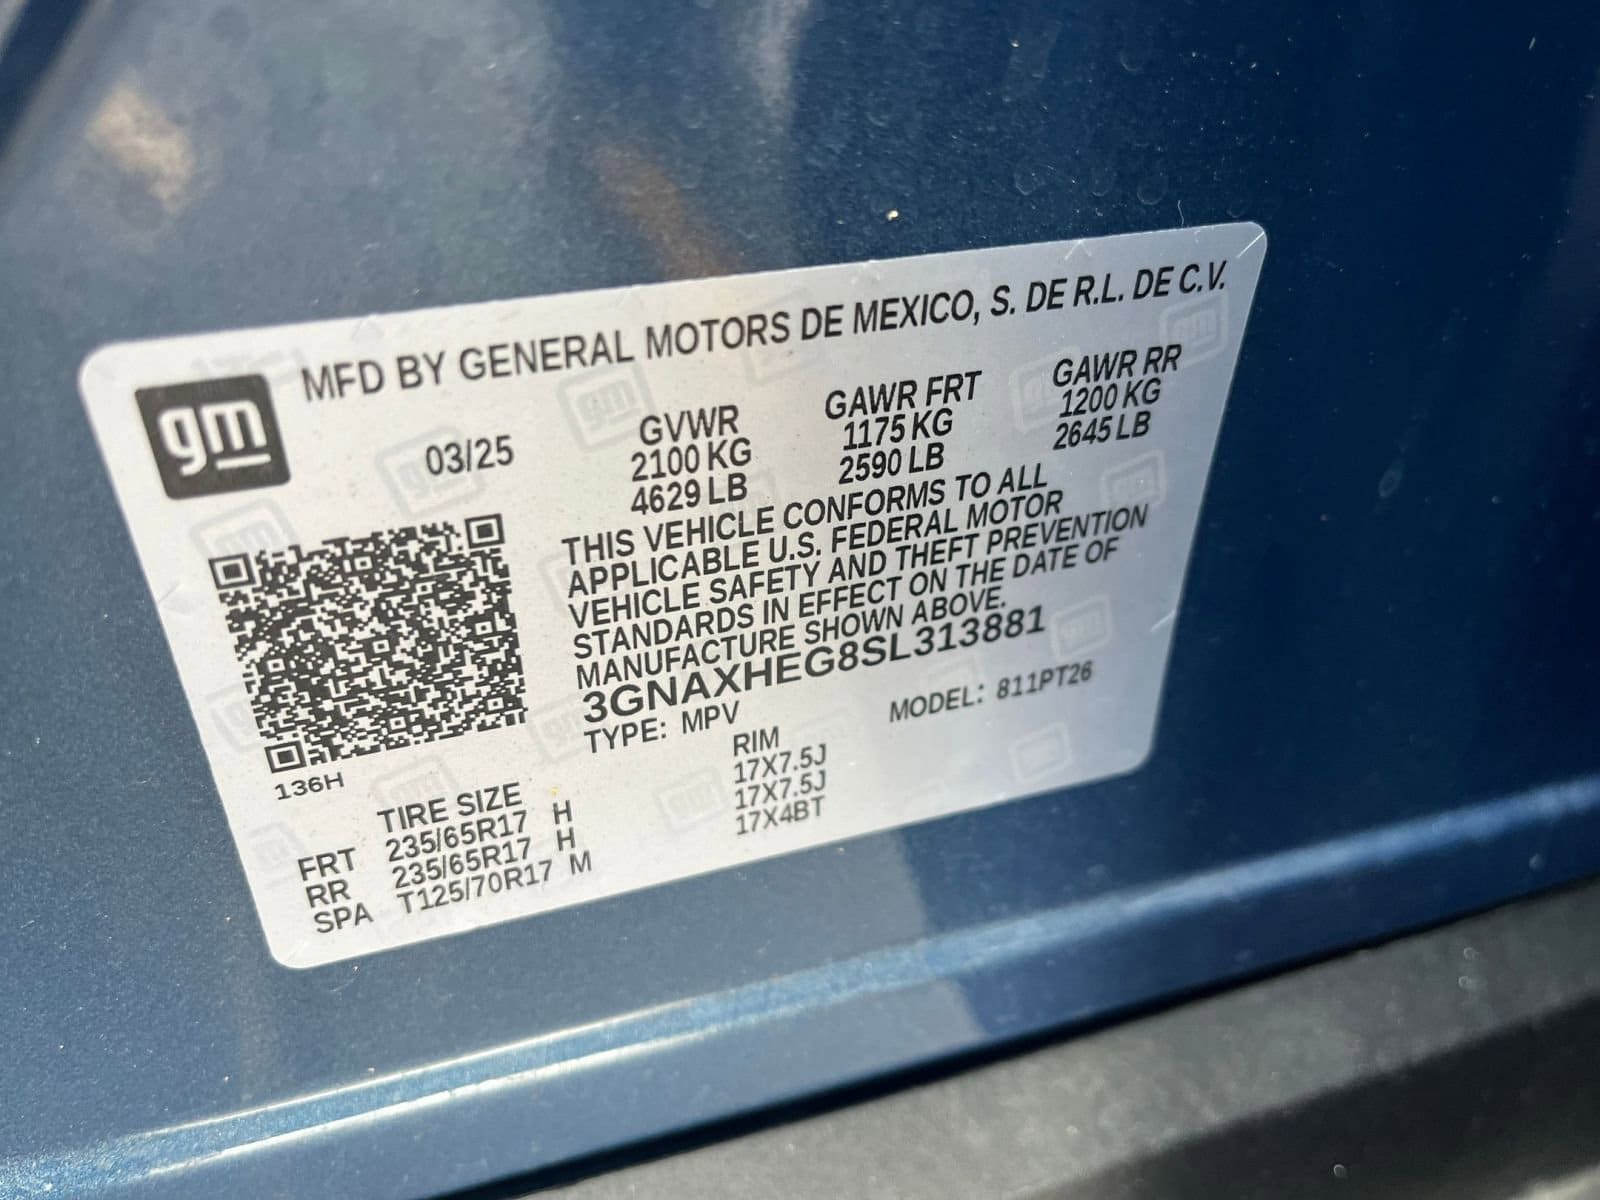 MFD BY GENERAL MOTORS DE MEXICO, S. DE R.L. DE C.V.
gm
03/25
GVWR
2100 KG
4629 LB
GAWR FRT
1175 KG
2590 LB
GAWR RR
1200 KG
2645 LB
THIS VEHICLE CONFORMS TO ALL
APPLICABLE U.S. FEDERAL MOTOR
VEHICLE SAFETY AND THEFT PREVENTION
STANDARDS IN EFFECT ON THE DATE OF
MANUFACTURE SHOWN ABOVE.
3GNAXHEG8SL313881
TYPE: MPV MODEL: 811PT26
136H
TIRE SIZE RIM
FRT 235/65R17 H 17X7.5J
RR 235/65R17 H 17X7.5J
SPA T125/70R17 M 17X4BT